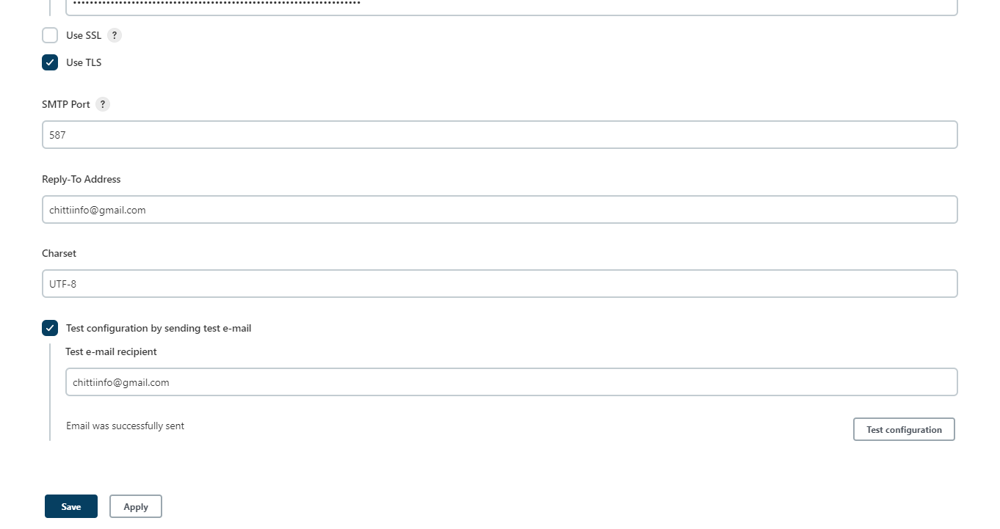 Use SSL ?
Use TLS
SMTP Port ?
587
Reply-To Address
chittiinfo@gmail.com
Charset
UTF-8
Test configuration by sending test e-mail
Test e-mail recipient
chittiinfo@gmail.com
Email was successfully sent
Test configuration
Save Apply